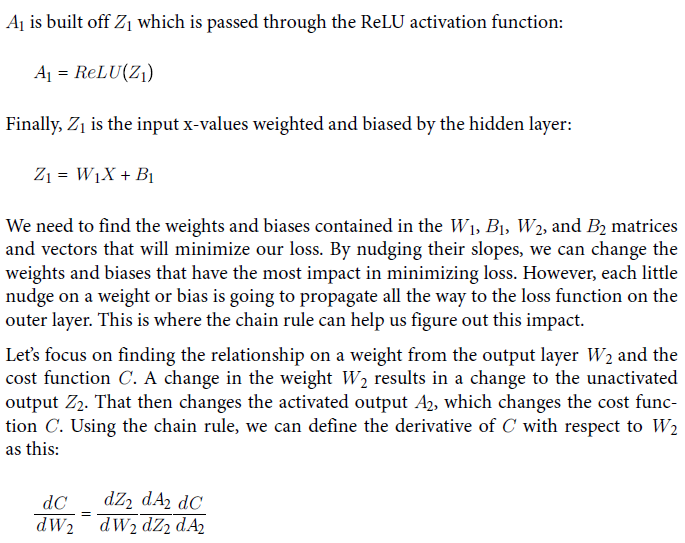 A₁ is built off Z₁ which is passed through the ReLU activation function:
A₁ = ReLU(Z₁)
Finally, Z₁ is the input x-values weighted and biased by the hidden layer:
Z₁ = W₁X + B₁
We need to find the weights and biases contained in the W₁, B₁, W₂, and B₂ matrices
and vectors that will minimize our loss. By nudging their slopes, we can change the
weights and biases that have the most impact in minimizing loss. However, each little
nudge on a weight or bias is going to propagate all the way to the loss function on the
outer layer. This is where the chain rule can help us figure out this impact.
Let's focus on finding the relationship on a weight from the output layer W₂ and the
cost function C. A change in the weight W₂ results in a change to the unactivated
output Z₂. That then changes the activated output A₂, which changes the cost func-
tion C. Using the chain rule, we can define the derivative of C with respect to W₂
as this:
dC/dW₂ = dZ₂/dW₂ dA₂/dZ₂ dC/dA₂